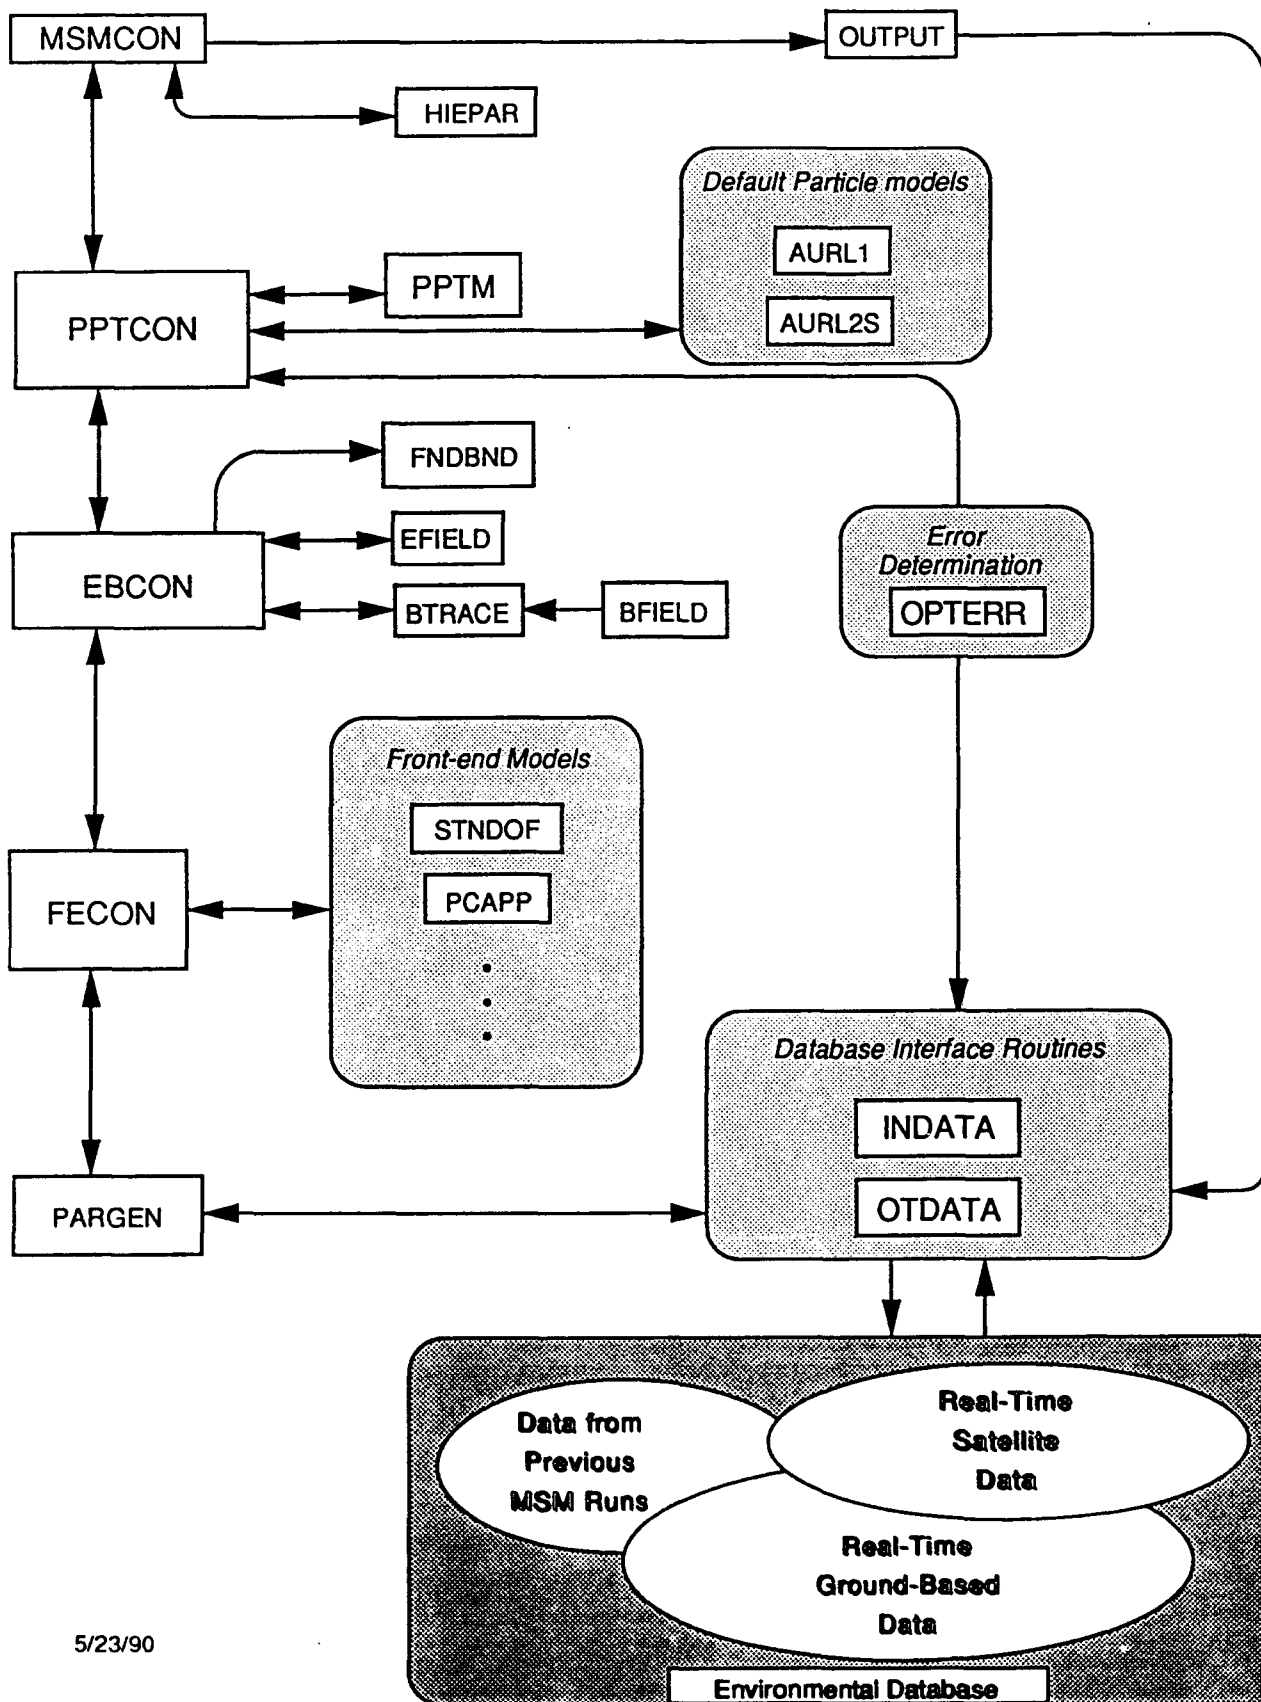 MSMCON
OUTPUT
HIEPAR
Default Particle models
AURL1
AURL2S
PPTM
PPTCON
FNDBND
EFIELD
EBCON
BTRACE
BFIELD
Error
Determination
OPTERR
Front-end Models
STNDOF
PCAPP
FECON
Database Interface Routines
INDATA
OTDATA
PARGEN
Data from
Previous
MSM Runs
Real-Time
Satellite
Data
Real-Time
Ground-Based
Data
5/23/90
Environmental Database